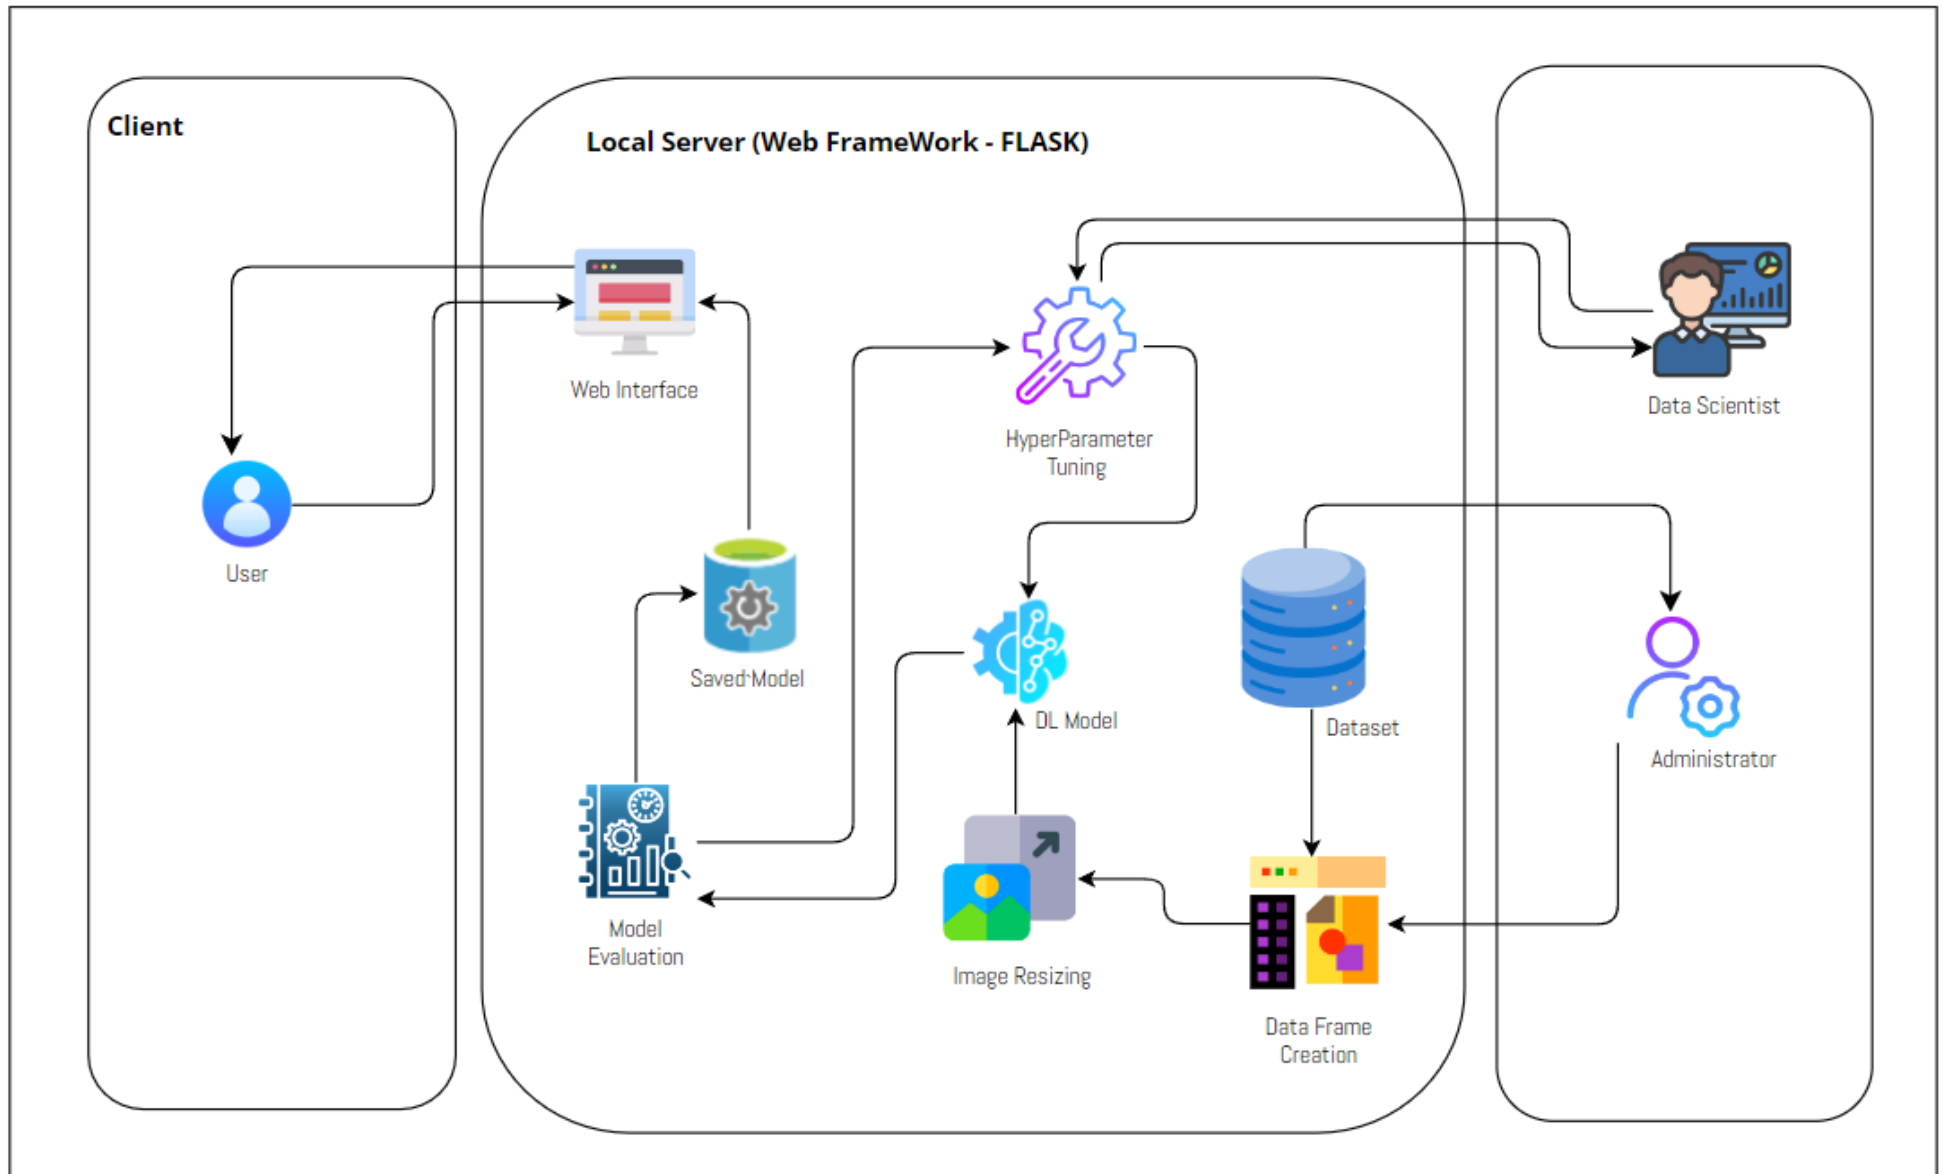 Client
Local Server (Web FrameWork - FLASK)
Web Interface
HyperParameter
Tuning
Data Scientist
User
Saved Model
DL Model
Dataset
Administrator
Model
Evaluation
Image Resizing
Data Frame
Creation